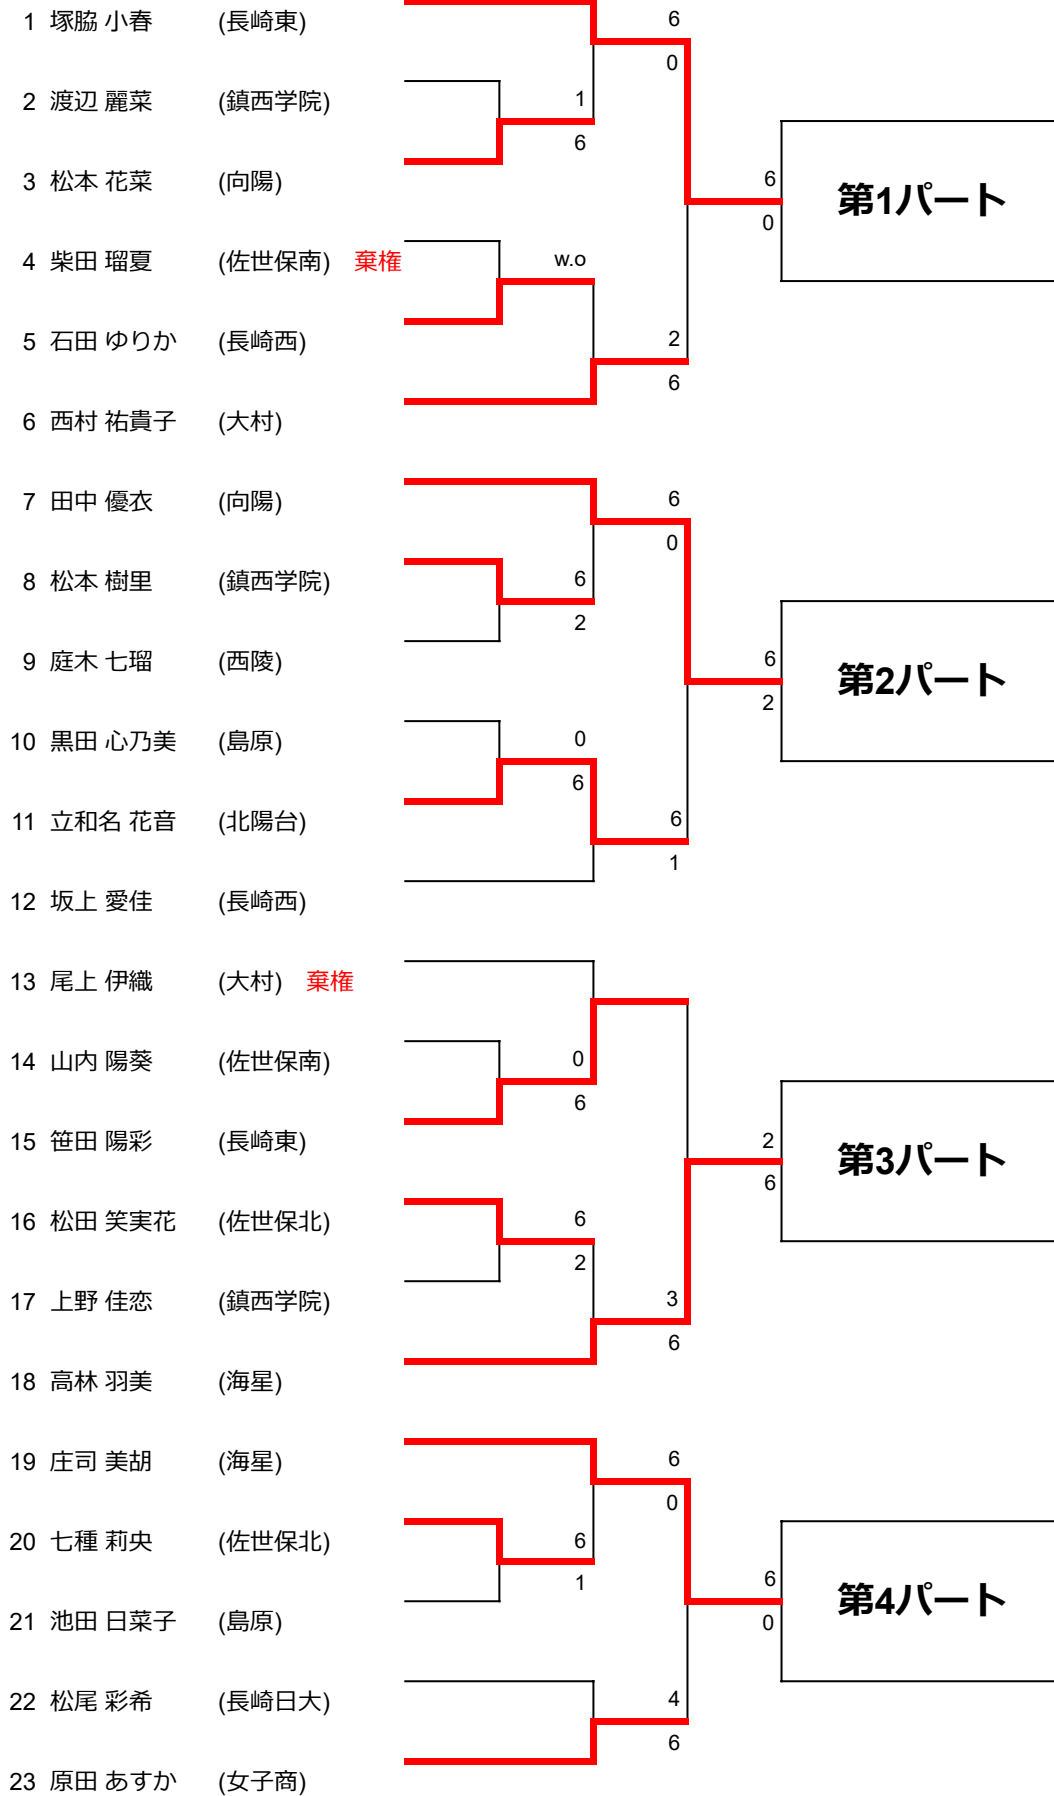 1 塚脇 小春 (長崎東) 6
0
2 渡辺 麗菜 (鎮西学院) 1
6
3 松本 花菜 (向陽) 6
第1パート
0
4 柴田 瑠夏 (佐世保南) 棄権 w.o
5 石田 ゆりか (長崎西) 2
6
6 西村 祐貴子 (大村)
7 田中 優衣 (向陽) 6
0
8 松本 樹里 (鎮西学院) 6
2
9 庭木 七瑠 (西陵) 6
第2パート
2
10 黒田 心乃美 (島原) 0
6
11 立和名 花音 (北陽台) 6
1
12 坂上 愛佳 (長崎西)
13 尾上 伊織 (大村) 棄権
14 山内 陽葵 (佐世保南) 0
6
15 笹田 陽彩 (長崎東) 2
第3パート
6
16 松田 笑実花 (佐世保北) 6
2
17 上野 佳恋 (鎮西学院) 3
6
18 高林 羽美 (海星)
19 庄司 美胡 (海星) 6
0
20 七種 莉央 (佐世保北) 6
1
6
第4パート
21 池田 日菜子 (島原) 0
22 松尾 彩希 (長崎日大) 4
6
23 原田 あすか (女子商)